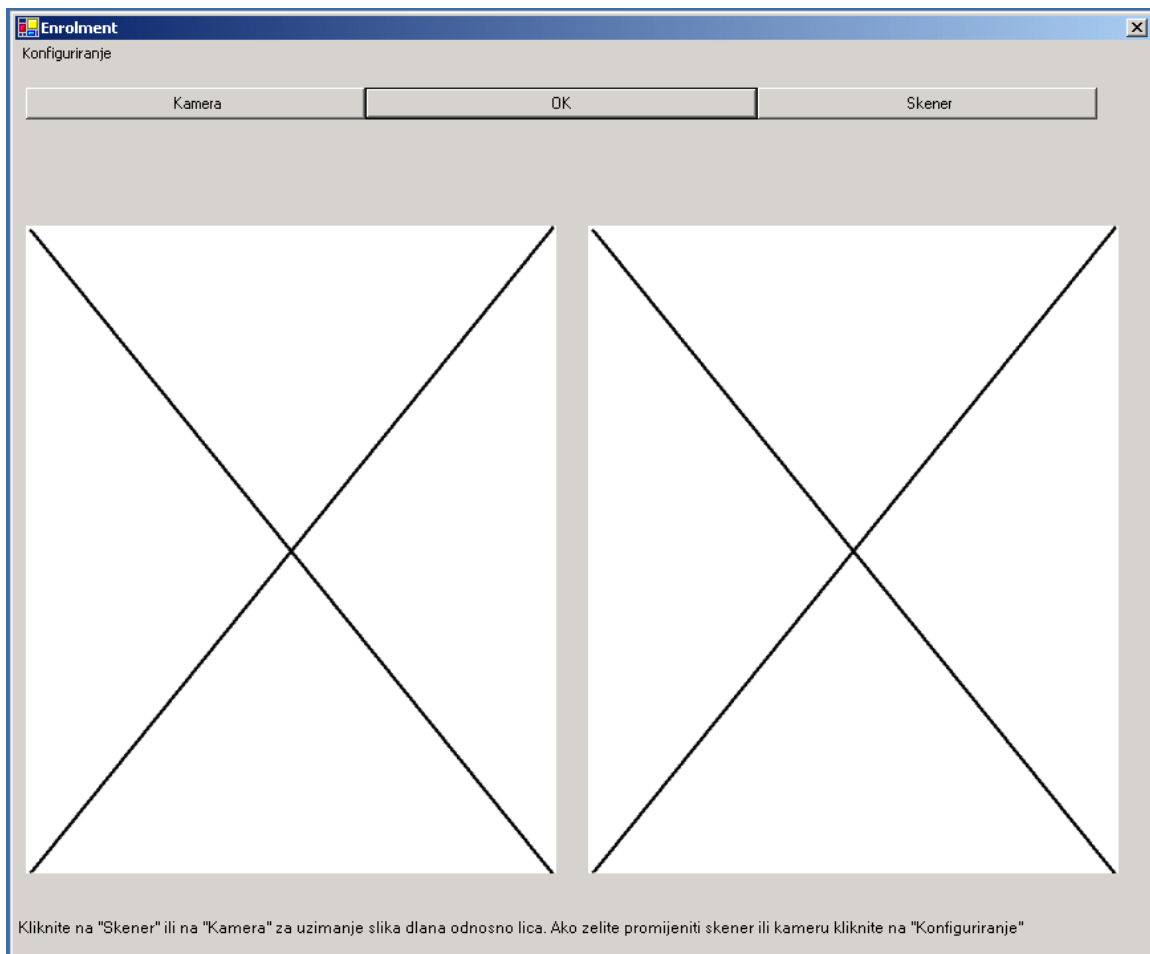 Enrolment
Konfiguriranje
Kamera OK Skener
Kliknite na "Skener" ili na "Kamera" za uzimanje slika dlana odnosno lica. Ako zelite promijeniti skener ili kameru kliknite na "Konfiguriranje"